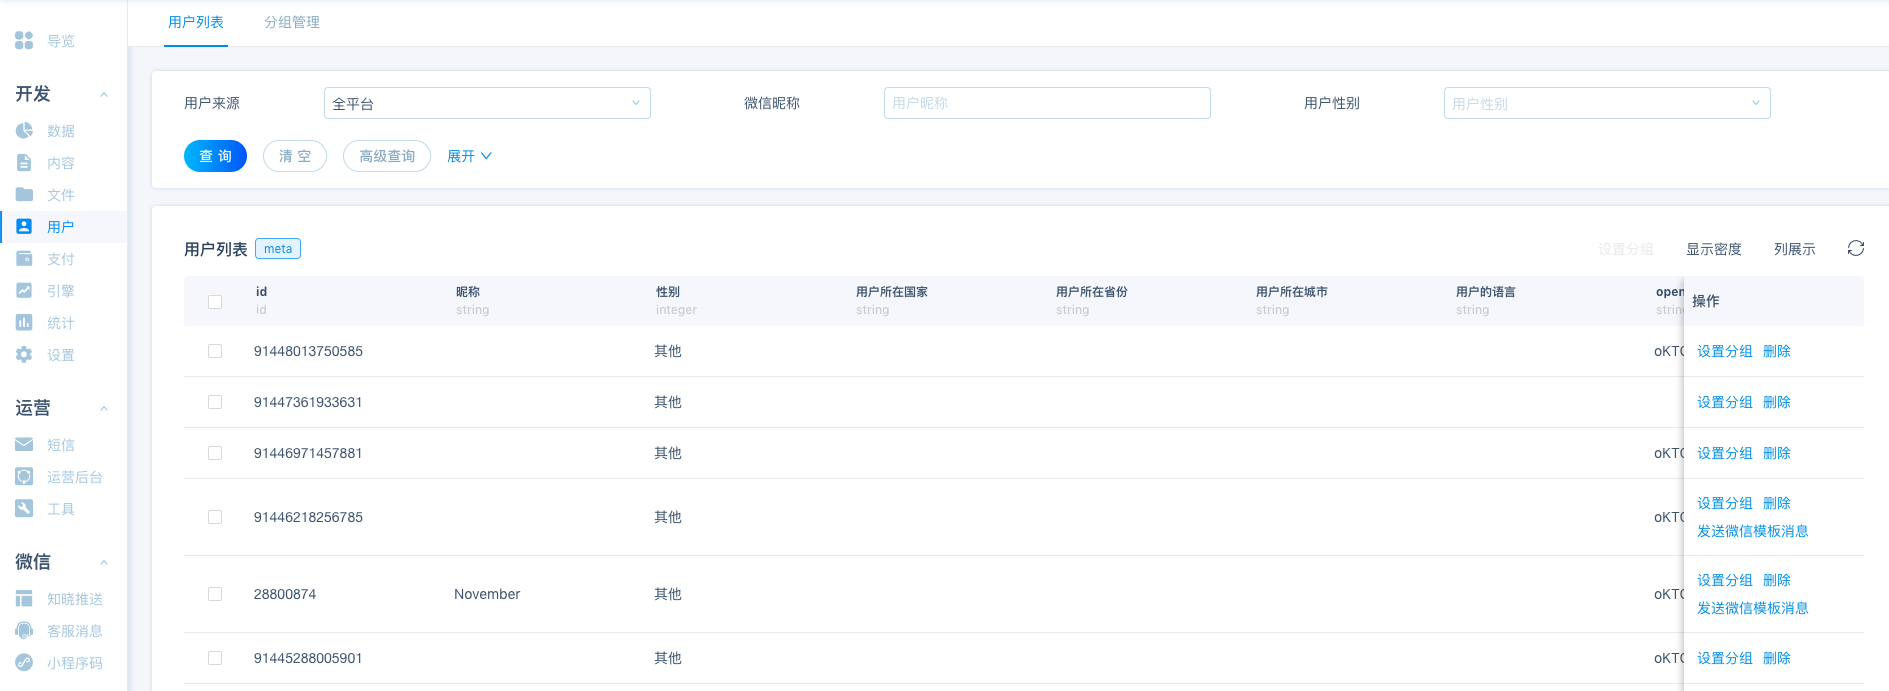 导览
开发
数据
内容
文件
用户
支付
引擎
统计
设置
运营
短信
运营后台
工具
微信
知晓推送
客服消息
小程序码
用户列表 分组管理
用户来源 全平台 微信昵称 用户昵称 用户性别 用户性别
查 询 清 空 高级查询 展开
用户列表 meta 设置分组 显示密度 列展示
id 昵称 性别 用户所在国家 用户所在省份 用户所在城市 用户的语言 open 操作
id string integer string string string string string
91448013750585 其他 oKTC 设置分组 删除
91447361933631 其他 设置分组 删除
91446971457881 其他 oKTC 设置分组 删除
91446218256785 其他 oKTC 设置分组 删除
发送微信模板消息
28800874 November 其他 oKTC 设置分组 删除
发送微信模板消息
91445288005901 其他 oKTC 设置分组 删除